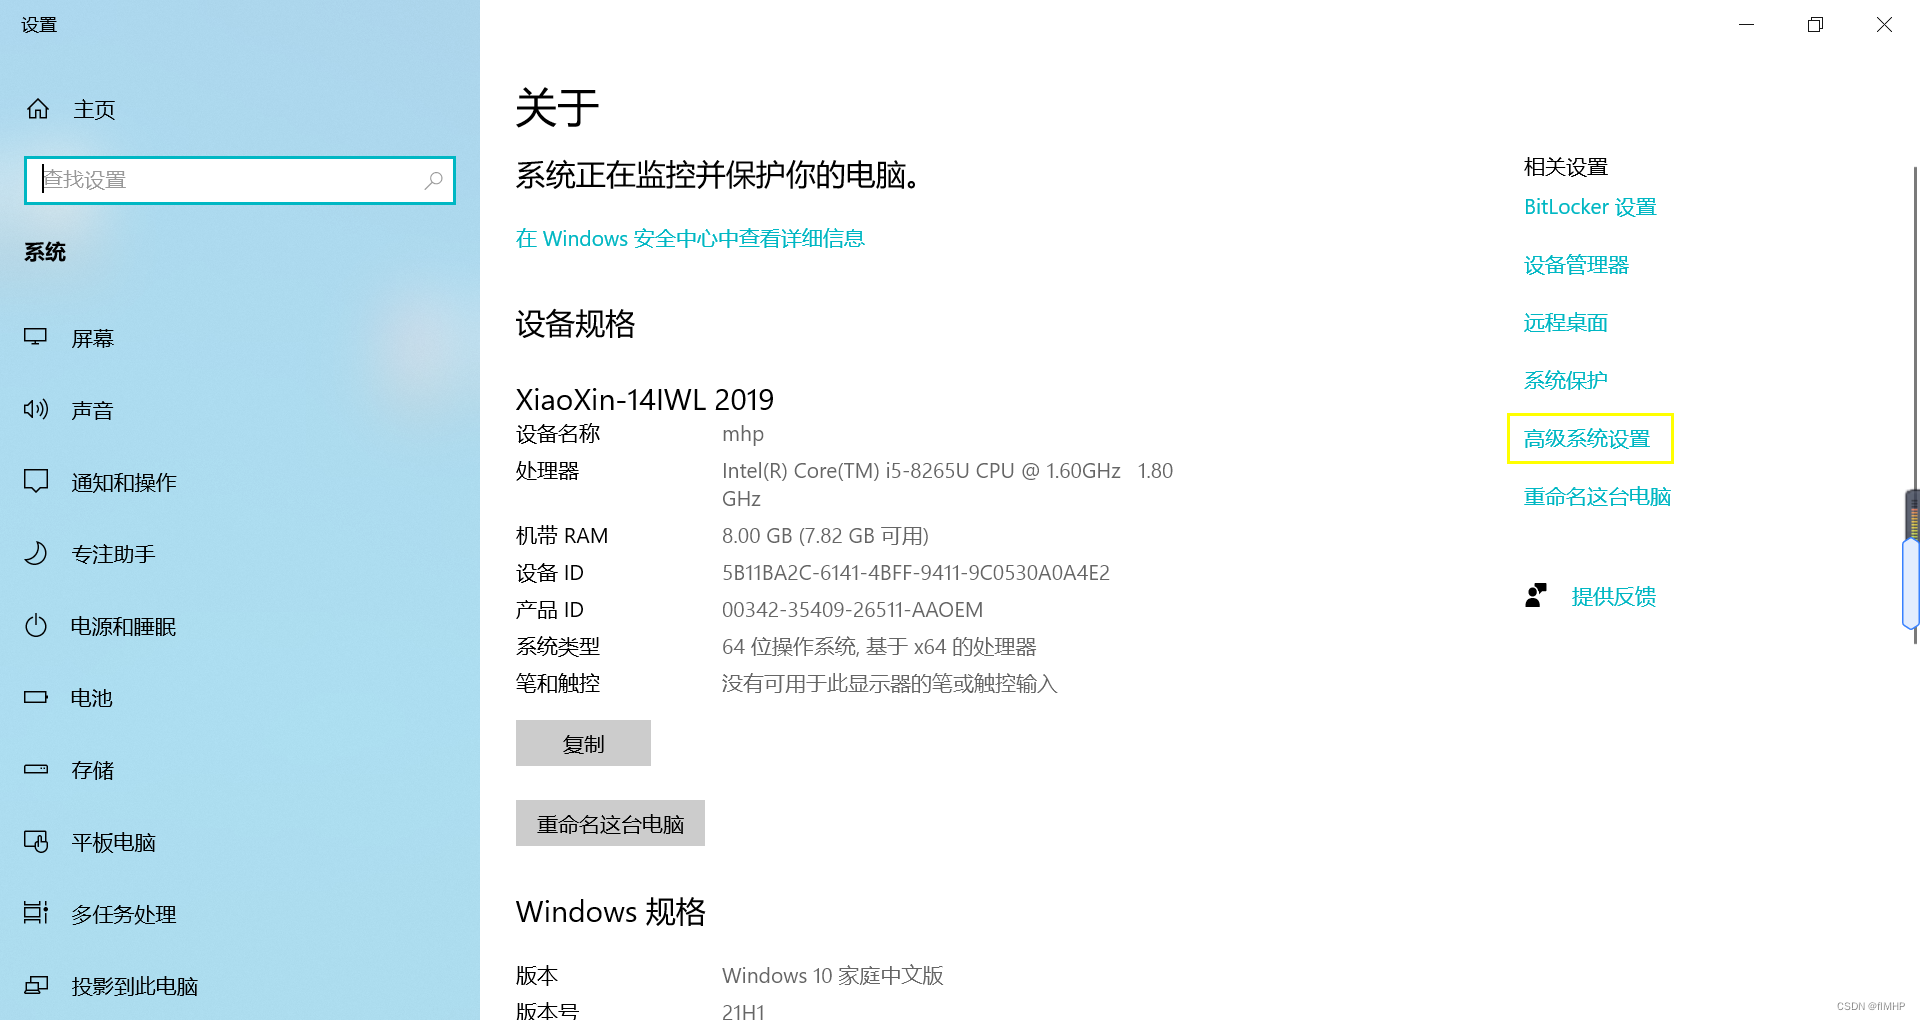 设置
主页
查找设置
系统
屏幕
声音
通知和操作
专注助手
电源和睡眠
电池
存储
平板电脑
多任务处理
投影到此电脑
关于
系统正在监控并保护你的电脑。
在 Windows 安全中心中查看详细信息
设备规格
XiaoXin-14IWL 2019
设备名称 mhp
处理器 Intel(R) Core(TM) i5-8265U CPU @ 1.60GHz 1.80
GHz
机带 RAM 8.00 GB (7.82 GB 可用)
设备 ID 5B11BA2C-6141-4BFF-9411-9C0530A0A4E2
产品 ID 00342-35409-26511-AAOEM
系统类型 64 位操作系统, 基于 x64 的处理器
笔和触控 没有可用于此显示器的笔或触控输入
复制
重命名这台电脑
Windows 规格
版本 Windows 10 家庭中文版
版本号 21H1
相关设置
BitLocker 设置
设备管理器
远程桌面
系统保护
高级系统设置
重命名这台电脑
提供反馈
CSDN @flMHP